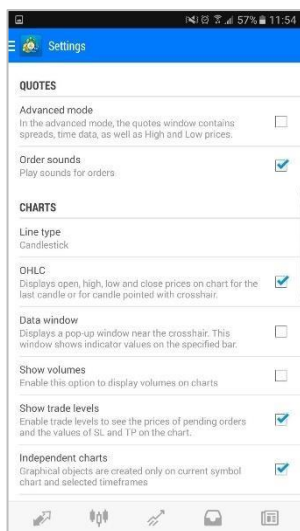 57% 11:54
Settings
QUOTES
Advanced mode
In the advanced mode, the quotes window contains
spreads, time data, as well as High and Low prices.
Order sounds
Play sounds for orders
CHARTS
Line type
Candlestick
OHLC
Displays open, high, low and close prices on chart for the
last candle or for candle pointed with crosshair.
Data window
Displays a pop-up window near the crosshair. This
window shows indicator values on the specified bar.
Show volumes
Enable this option to display volumes on charts
Show trade levels
Enable trade levels to see the prices of pending orders
and the values of SL and TP on the chart.
Independent charts
Graphical objects are created only on current symbol
chart and selected timeframes